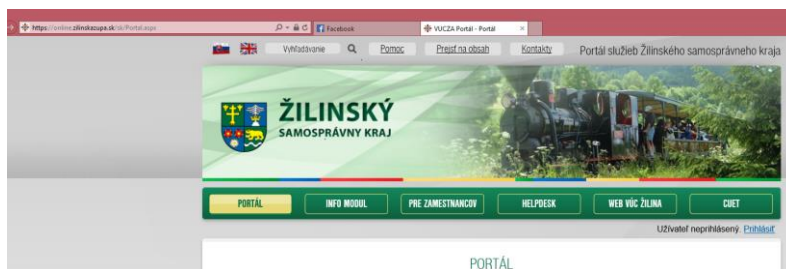 https://online.zilinskazupa.sk/sk/Portal.aspx
Facebook
VUCZA Portál - Portál
Vyhľadávanie
Pomoc
Prejsť na obsah
Kontakty
Portál služieb Žilinského samosprávneho kraja
ŽILINSKÝ
SAMOSPRÁVNY KRAJ
PORTÁL
INFO MODUL
PRE ZAMESTNANCOV
HELPDESK
WEB VÚC ŽILINA
CUET
Užívateľ neprihlásený. Prihlásiť
PORTÁL